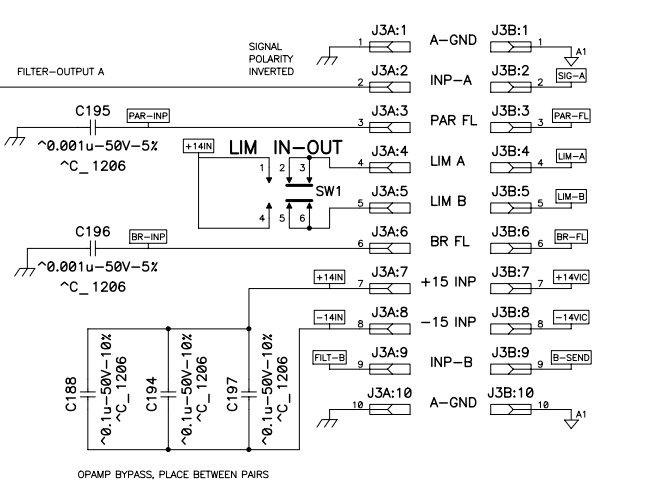 J3A:1
J3B:1
SIGNAL
POLARITY
INVERTED
1
A-GND
1
A1
FILTER-OUTPUT A
J3A:2
J3B:2
SIG-A
2
INP-A
2
C195
PAR-INP
J3A:3
J3B:3
PAR-FL
3
PAR FL
3
^0.001u-50V-5%
^C_1206
+14IN
LIM IN-OUT
J3A:4
J3B:4
LIM-A
1 2 3
4
LIM A
4
SW1
J3A:5
J3B:5
LIM-B
4 5 6
5
LIM B
5
C196
BR-INP
J3A:6
J3B:6
BR-FL
6
BR FL
6
^0.001u-50V-5%
^C_1206
+14IN
J3A:7
J3B:7
+14VIC
7
+15 INP
7
-14IN
J3A:8
J3B:8
-14VIC
8
-15 INP
8
C188
^0.1u-50V-10%
^C_1206
C194
^0.1u-50V-10%
^C_1206
C197
^0.1u-50V-10%
^C_1206
FILT-B
J3A:9
J3B:9
B-SEND
9
INP-B
9
J3A:10
J3B:10
10
A-GND
10
A1
OPAMP BYPASS, PLACE BETWEEN PAIRS